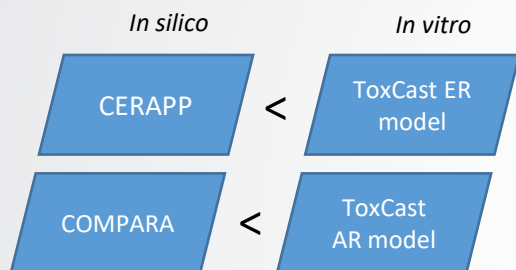 In silico In vitro
CERAPP < ToxCast ER
model
COMPARA < ToxCast
AR model